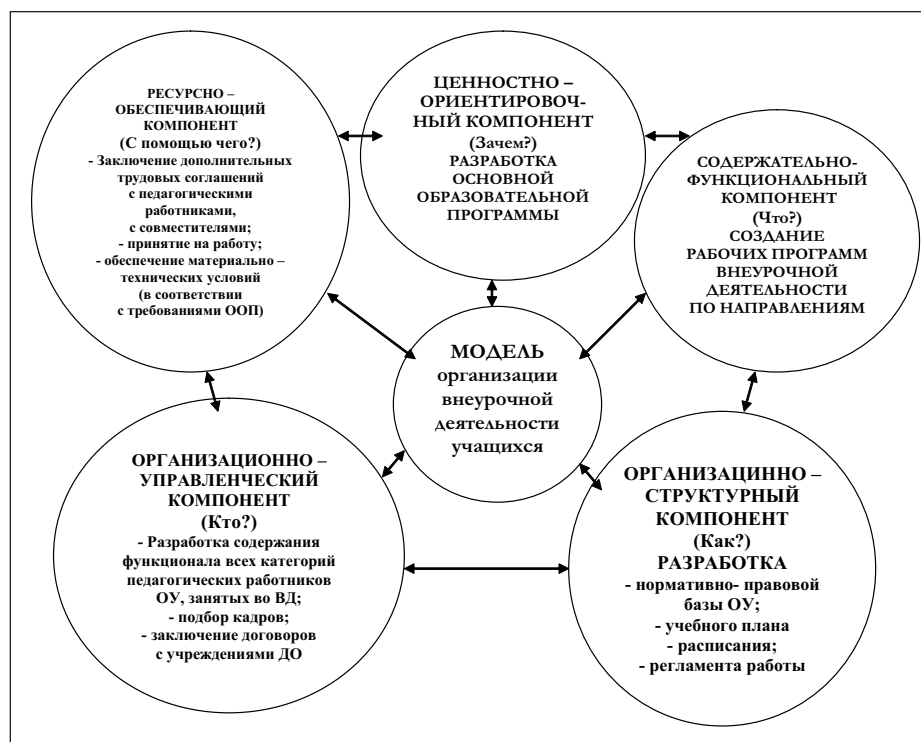 РЕСУРСНО –
ОБЕСПЕЧИВАЮЩИЙ
КОМПОНЕНТ
(С помощью чего?)
- Заключение дополнительных
трудовых соглашений
с педагогическими
работниками,
с совместителями;
- принятие на работу;
- обеспечение материально –
технических условий
(в соответствии
с требованиями ООП)
ЦЕННОСТНО –
ОРИЕНТИРОВОЧ-
НЫЙ КОМПОНЕНТ
(Зачем?)
РАЗРАБОТКА
ОСНОВНОЙ
ОБРАЗОВАТЕЛЬНОЙ
ПРОГРАММЫ
СОДЕРЖАТЕЛЬНО-
ФУНКЦИОНАЛЬНЫЙ
КОМПОНЕНТ
(Что?)
СОЗДАНИЕ
РАБОЧИХ ПРОГРАММ
ВНЕУРОЧНОЙ
ДЕЯТЕЛЬНОСТИ
ПО НАПРАВЛЕНИЯМ
МОДЕЛЬ
организации
внеурочной
деятельности
учащихся
ОРГАНИЗАЦИОННО –
УПРАВЛЕНЧЕСКИЙ
КОМПОНЕНТ
(Кто?)
- Разработка содержания
функционала всех категорий
педагогических работников
ОУ, занятых во ВД;
- подбор кадров;
- заключение договоров
с учреждениями ДО
ОРГАНИЗАЦИННО –
СТРУКТУРНЫЙ
КОМПОНЕНТ
(Как?)
РАЗРАБОТКА
- нормативно- правовой
базы ОУ;
- учебного плана
- расписания;
- регламента работы